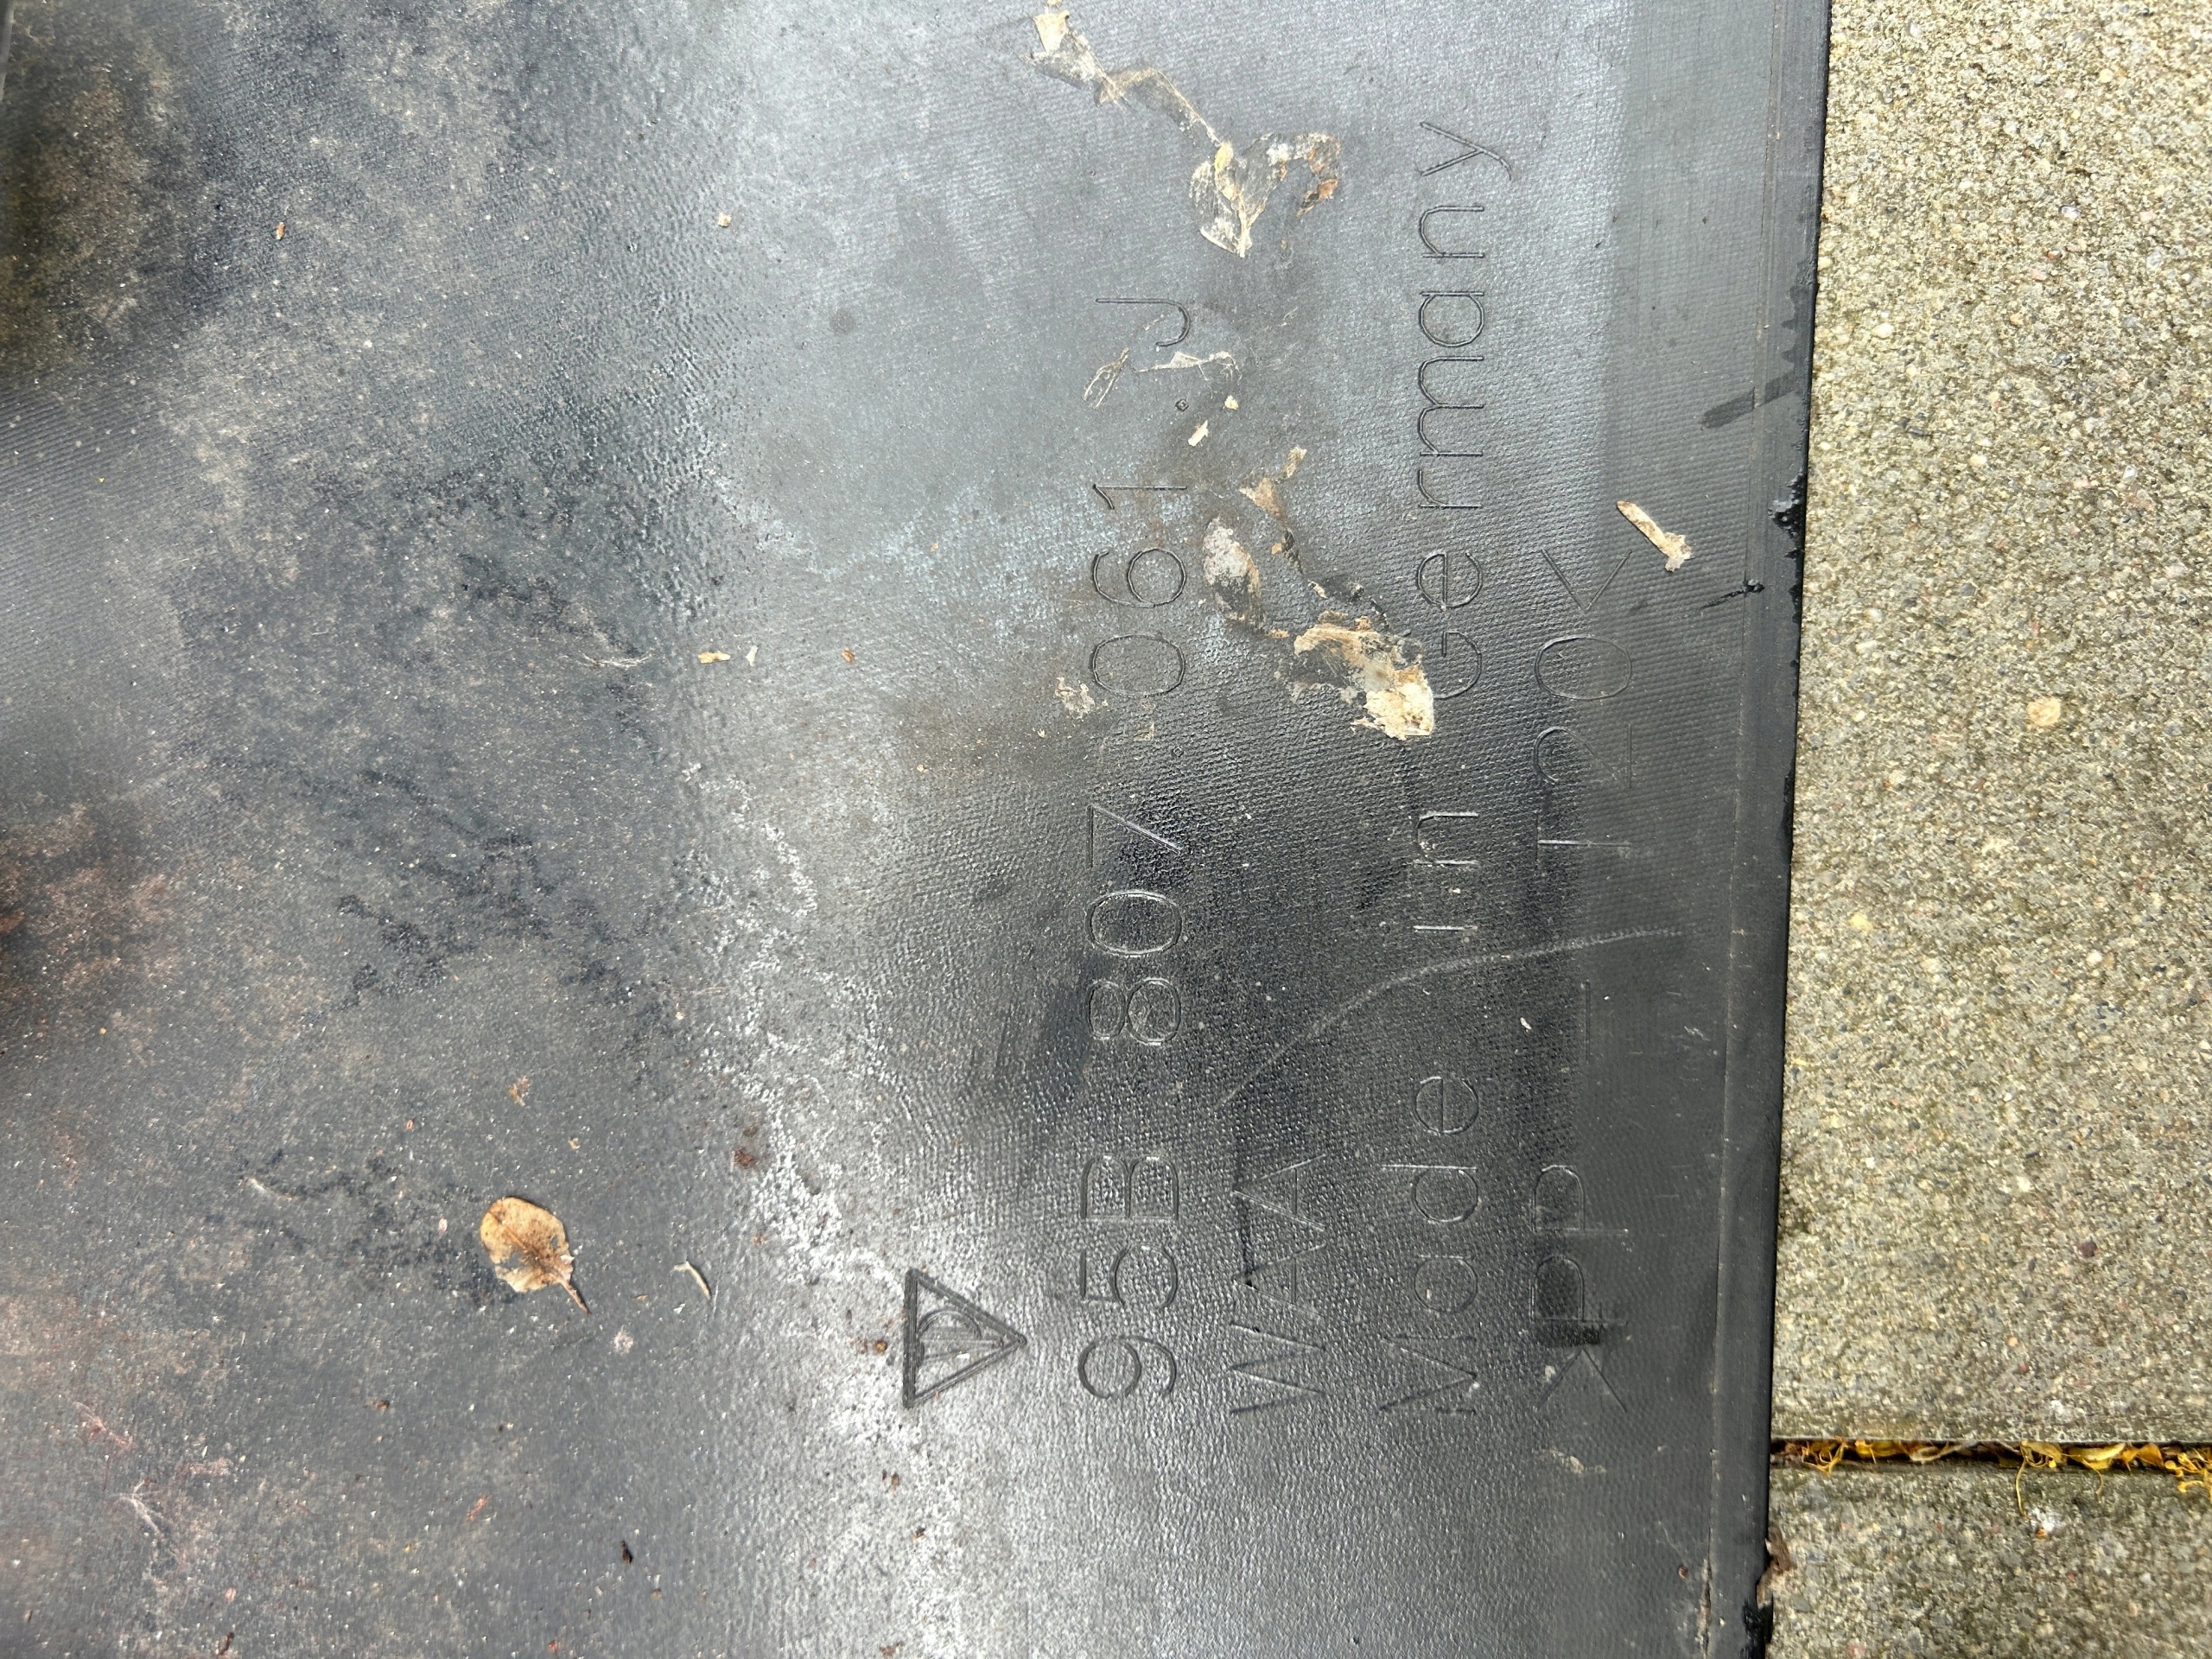 95B.807.061.J
WAA
Made in Germany
>PP-T20<